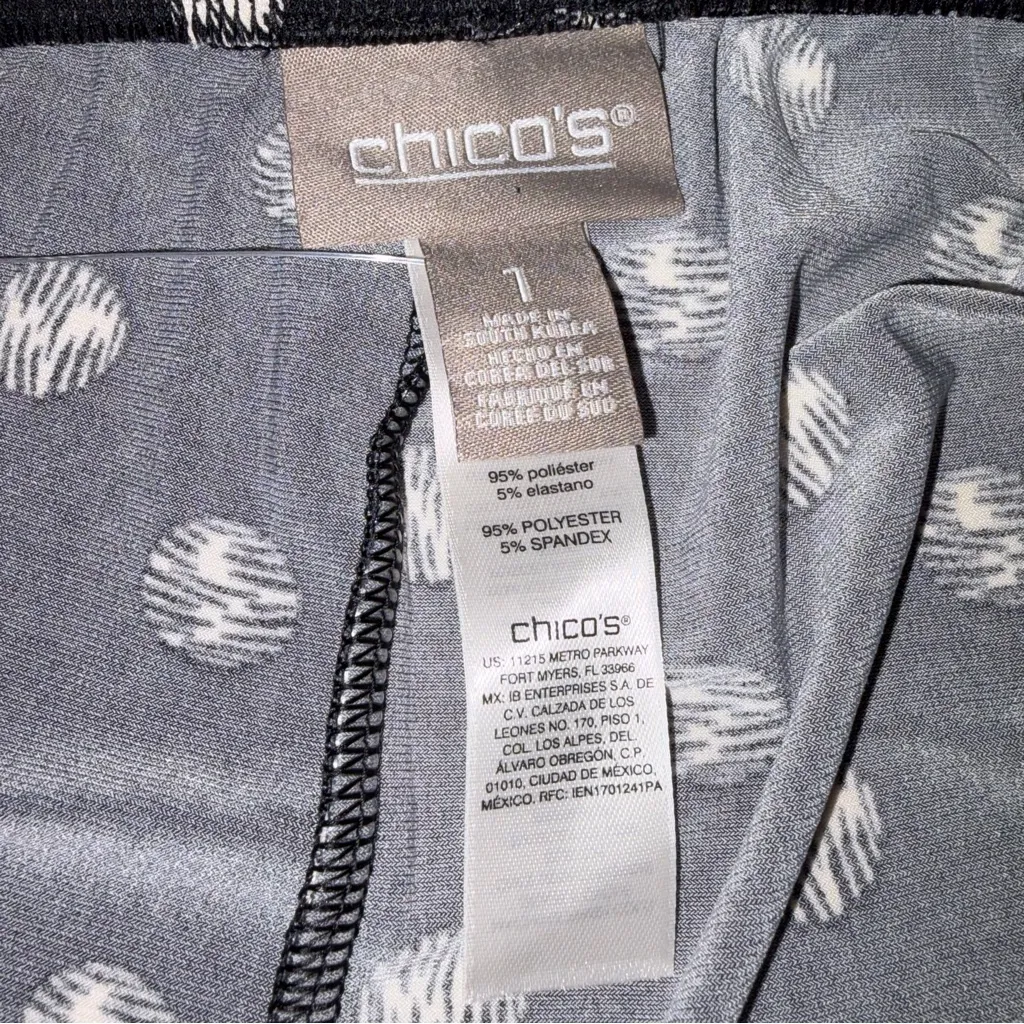 chico's®
1
MADE IN
SOUTH KOREA
HECHO EN
COREA DEL SUR
FABRIQUÉ EN
CORÉE DU SUD
95% poliéster
5% elastano
95% POLYESTER
5% SPANDEX
chico's®
US: 11215 METRO PARKWAY
FORT MYERS, FL 33966
MX: IB ENTERPRISES S.A. DE
C.V. CALZADA DE LOS
LEONES NO. 170, PISO 1,
COL. LOS ALPES, DEL.
ÁLVARO OBREGÓN, C.P.
01010, CIUDAD DE MÉXICO,
MÉXICO. RFC: IEN1701241PA